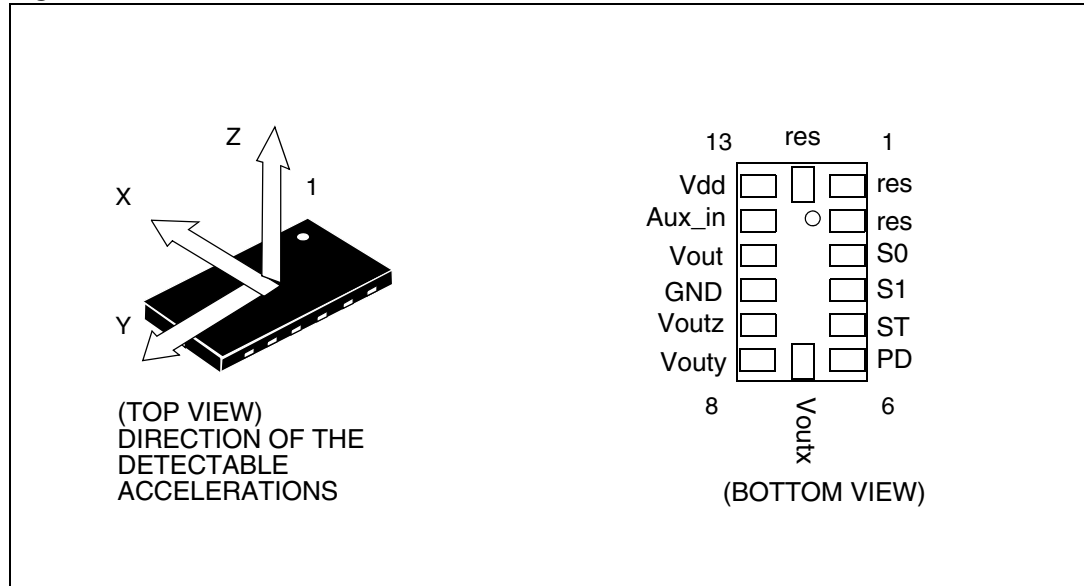 Z
1
X
Y
(TOP VIEW)
DIRECTION OF THE
DETECTABLE
ACCELERATIONS
13 res 1
Vdd res
Aux_in res
Vout S0
GND S1
Voutz ST
Vouty PD
8 6
Voutx
(BOTTOM VIEW)